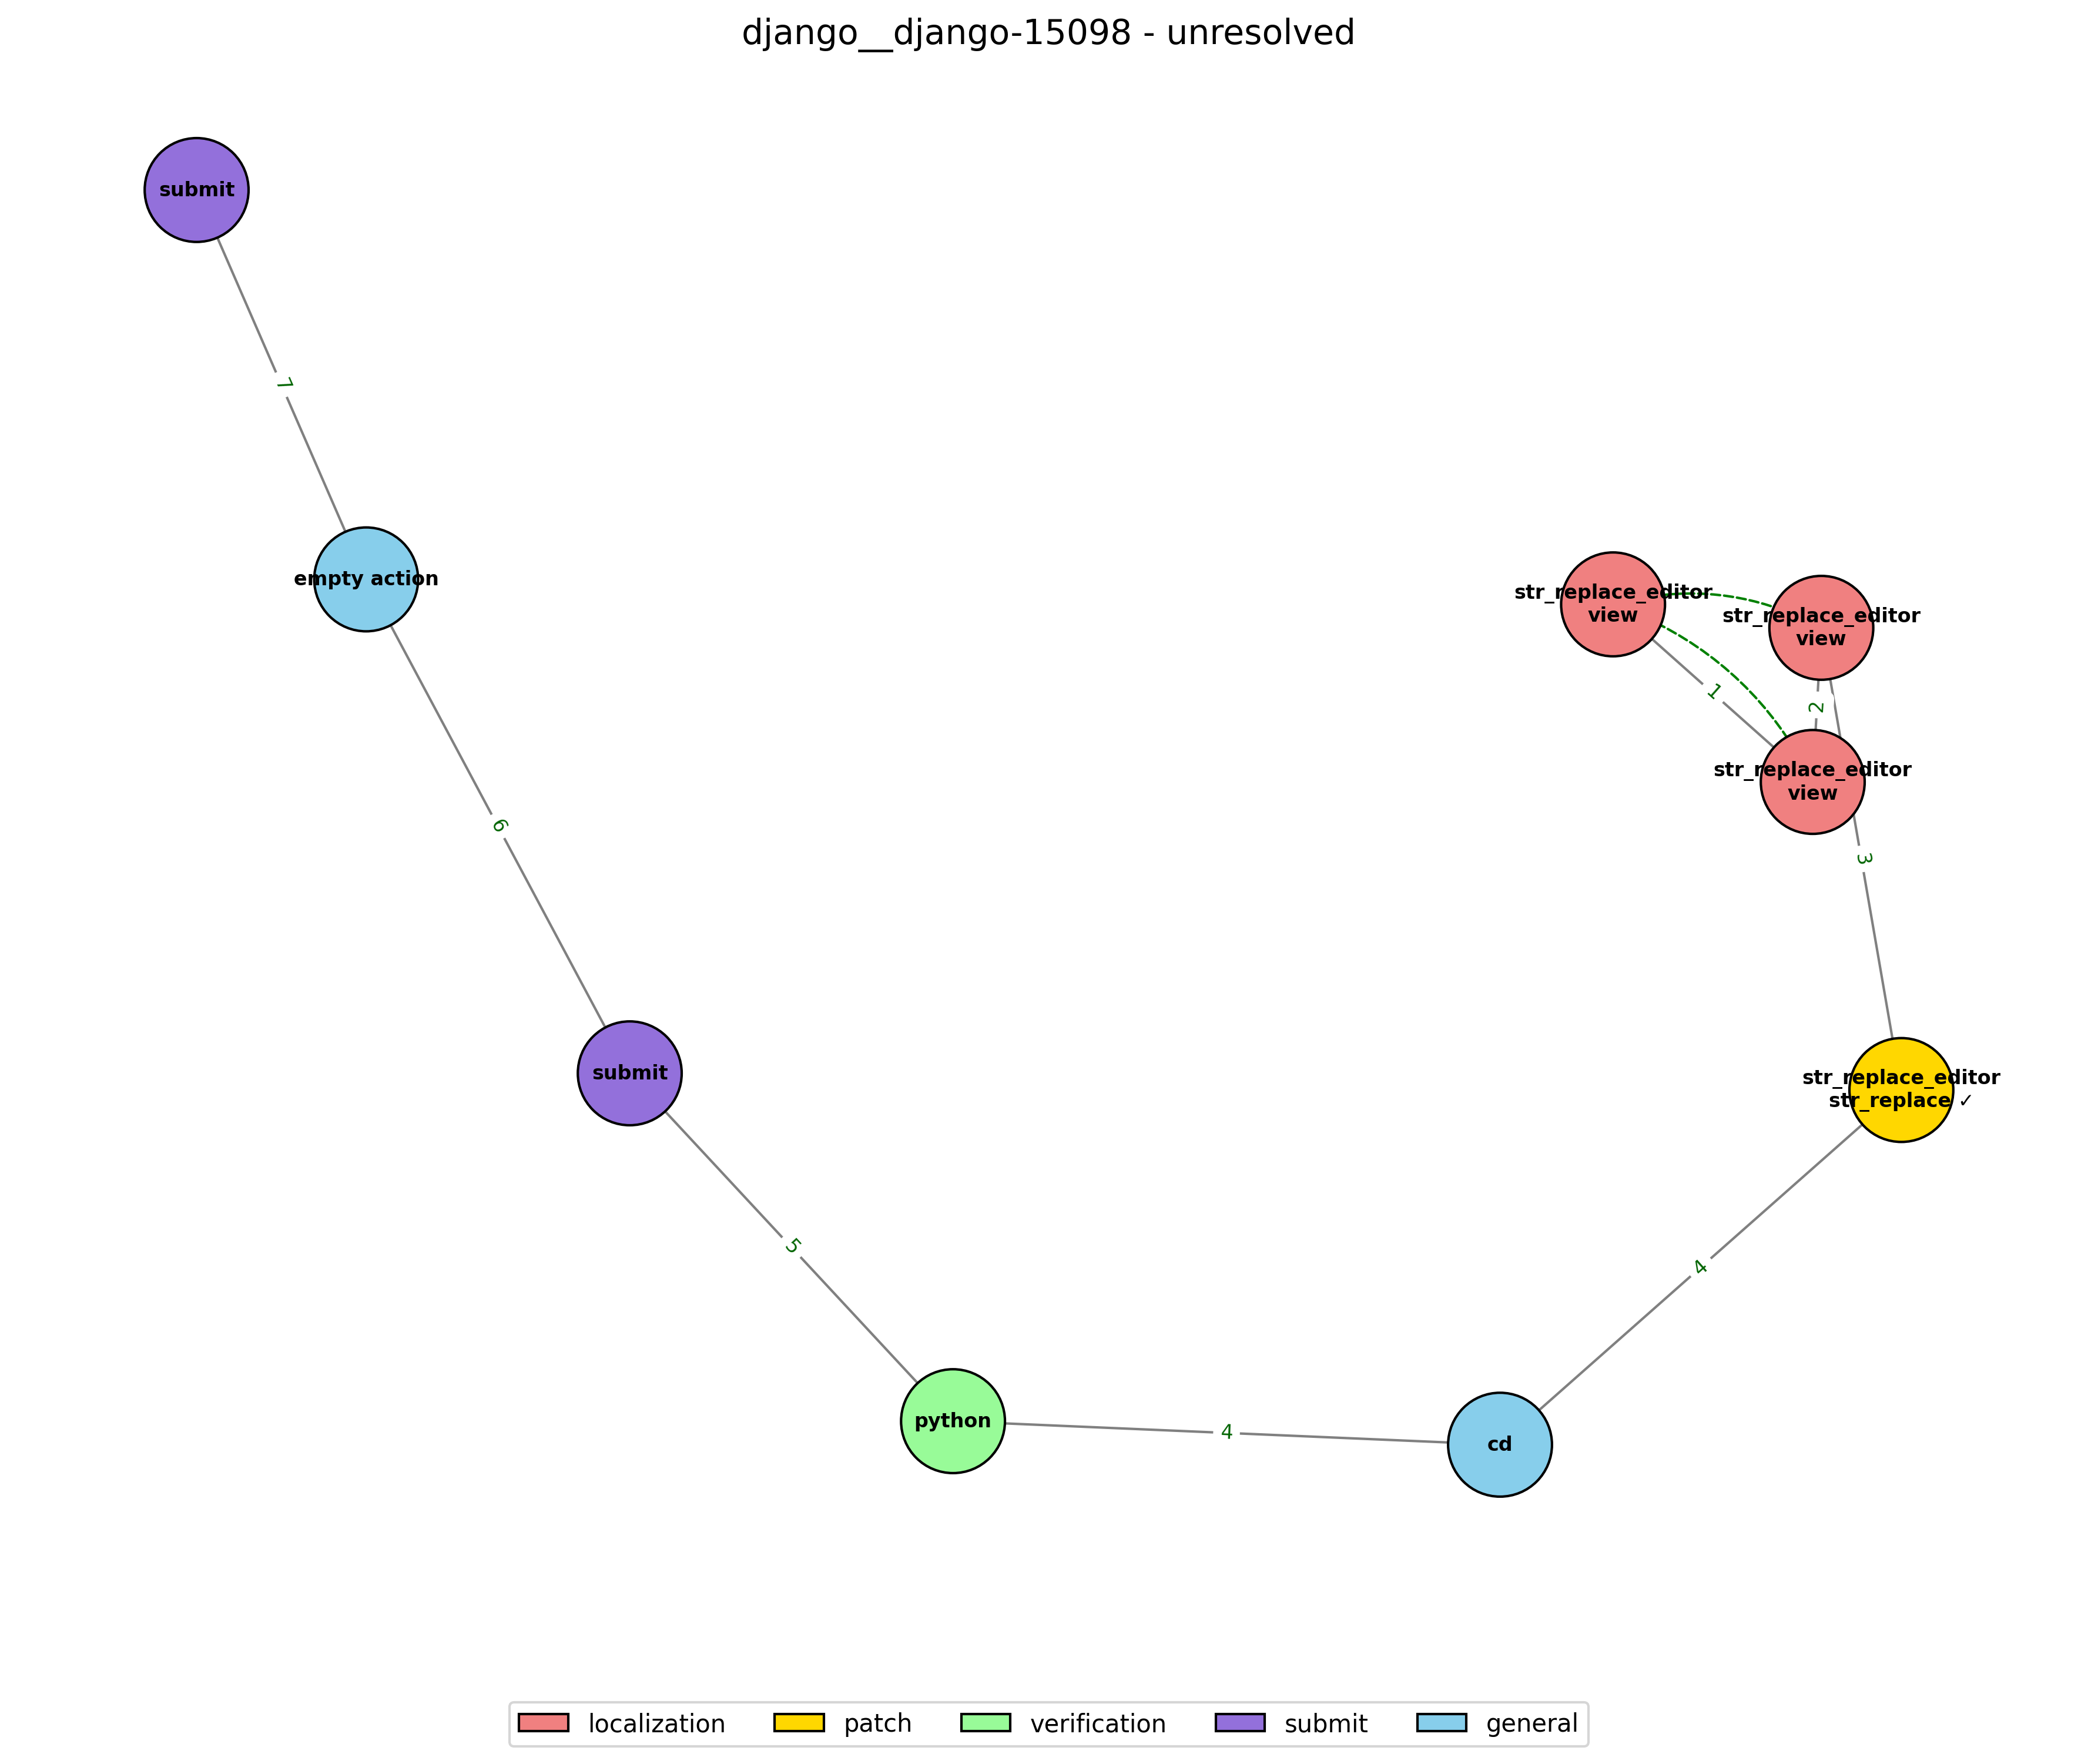 django__django-15098 - unresolved
submit
7
empty action
str_replace_editor
view
str_replace_editor
view
1
2
str_replace_editor
view
6
3
submit
str_replace_editor
str_replace ✓
5
4
python
4
cd
localization
patch
verification
submit
general